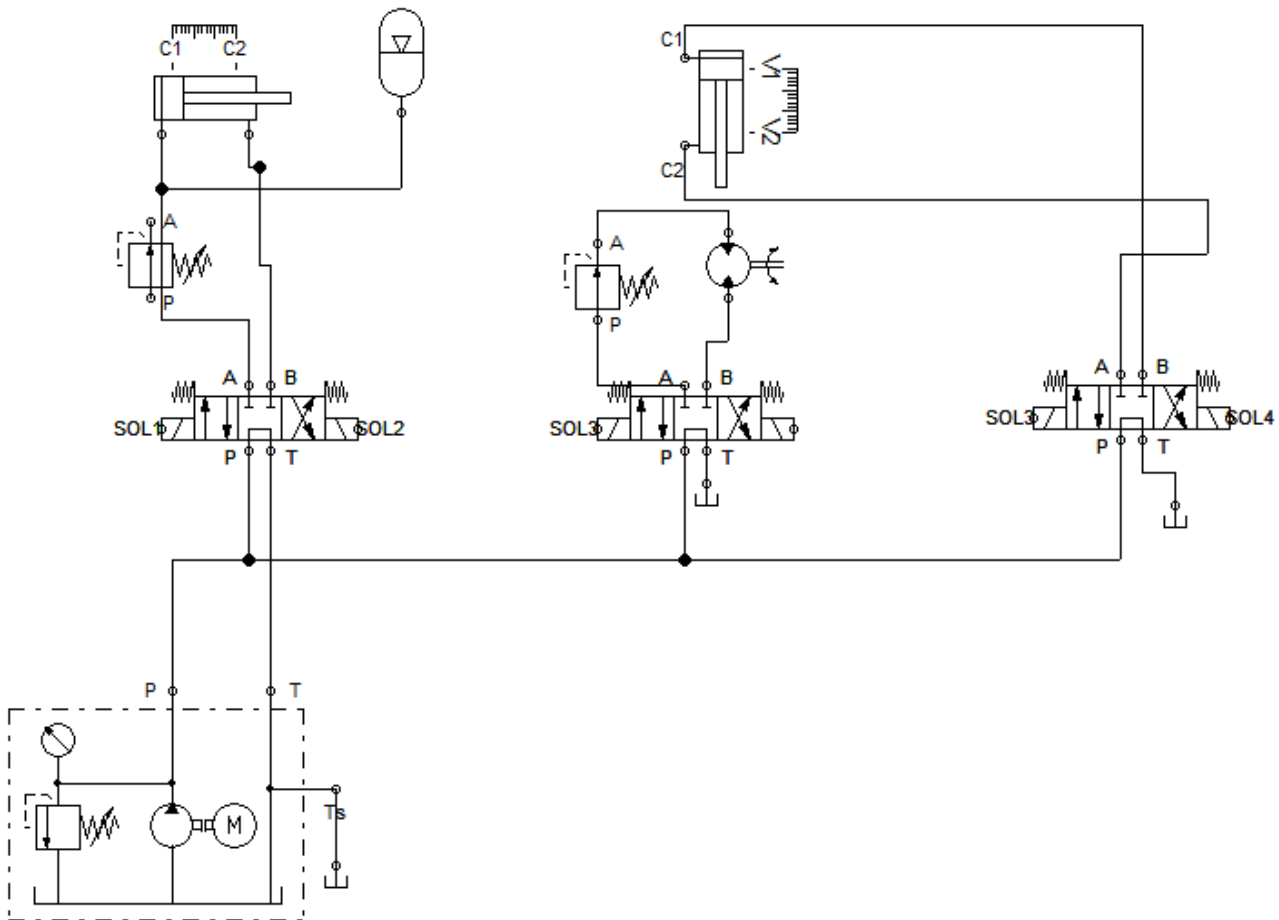 C1 C2
C1
V1
V2
C2
A
P
A
P
A B
SOL1 SOL2
P T
A B
SOL3
P T
A B
SOL3 SOL4
P T
P T
Ts
M